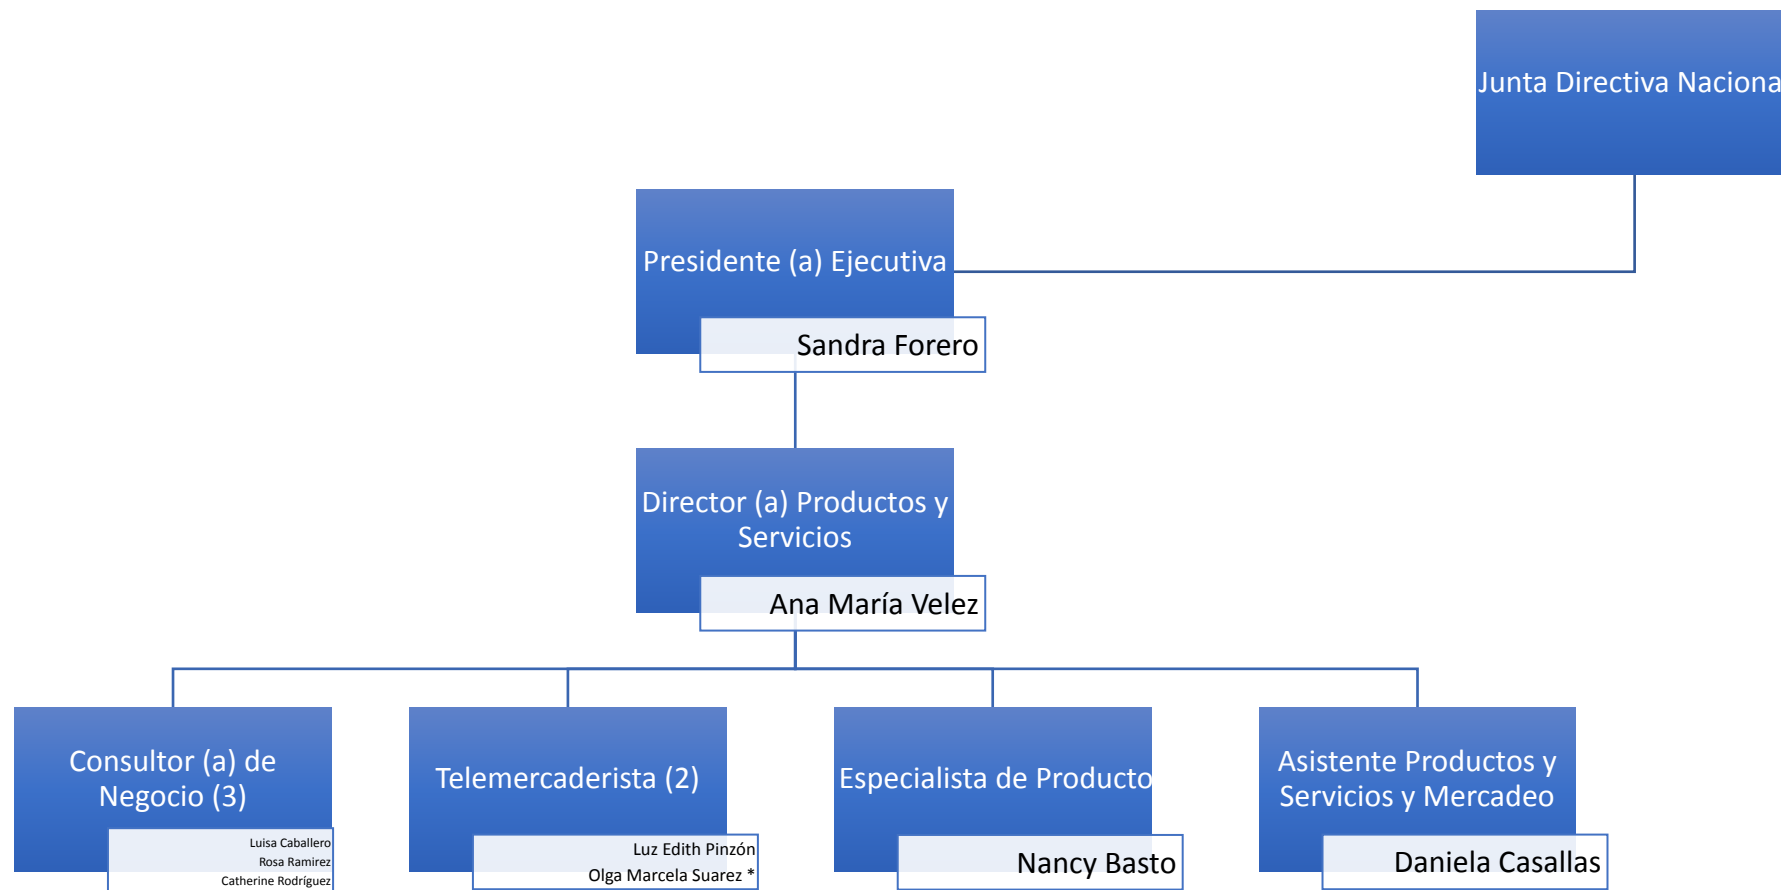 Junta Directiva Naciona
Presidente (a) Ejecutiva
Sandra Forero
Director (a) Productos y
Servicios
Ana María Velez
Consultor (a) de
Negocio (3)
Luisa Caballero
Rosa Ramirez
Catherine Rodríguez
Telemercaderista (2)
Luz Edith Pinzón
Olga Marcela Suarez *
Especialista de Producto
Nancy Basto
Asistente Productos y
Servicios y Mercadeo
Daniela Casallas